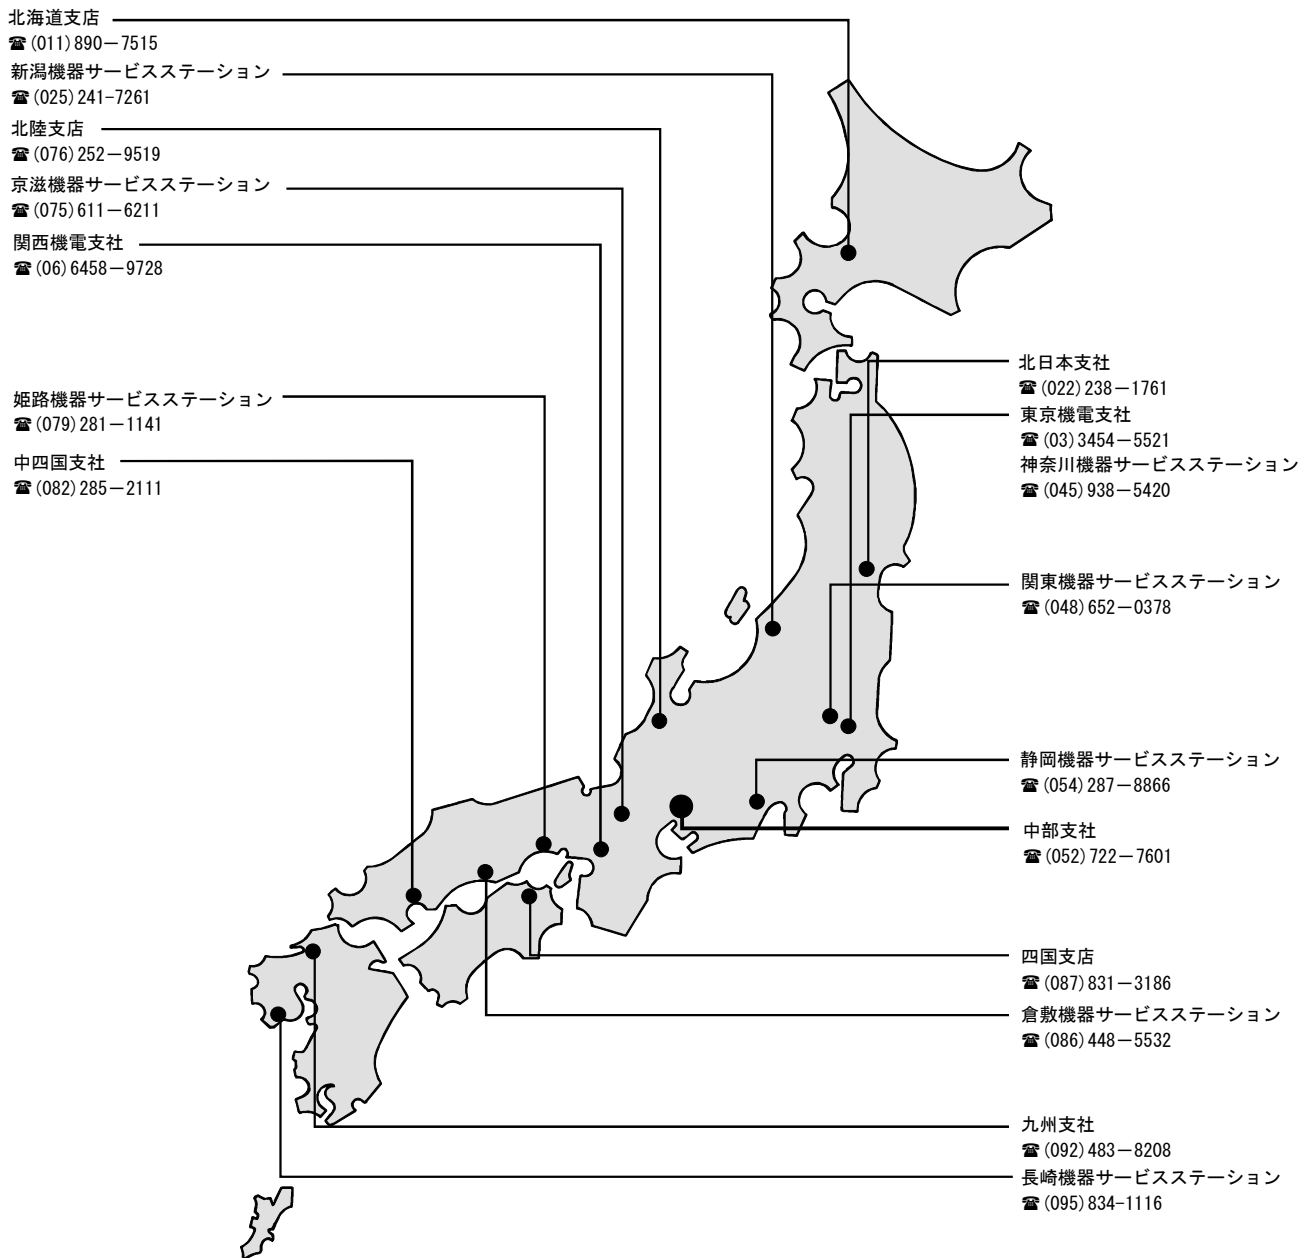 北海道支店
☎(011)890－7515
新潟機器サービスステーション
☎(025)241-7261
北陸支店
☎(076)252－9519
京滋機器サービスステーション
☎(075)611－6211
関西機電支社
☎(06)6458－9728
姫路機器サービスステーション
☎(079)281－1141
中四国支社
☎(082)285－2111
北日本支社
☎(022)238－1761
東京機電支社
☎(03)3454－5521
神奈川機器サービスステーション
☎(045)938－5420
関東機器サービスステーション
☎(048)652－0378
静岡機器サービスステーション
☎(054)287－8866
中部支社
☎(052)722－7601
四国支店
☎(087)831－3186
倉敷機器サービスステーション
☎(086)448－5532
九州支社
☎(092)483－8208
長崎機器サービスステーション
☎(095)834-1116